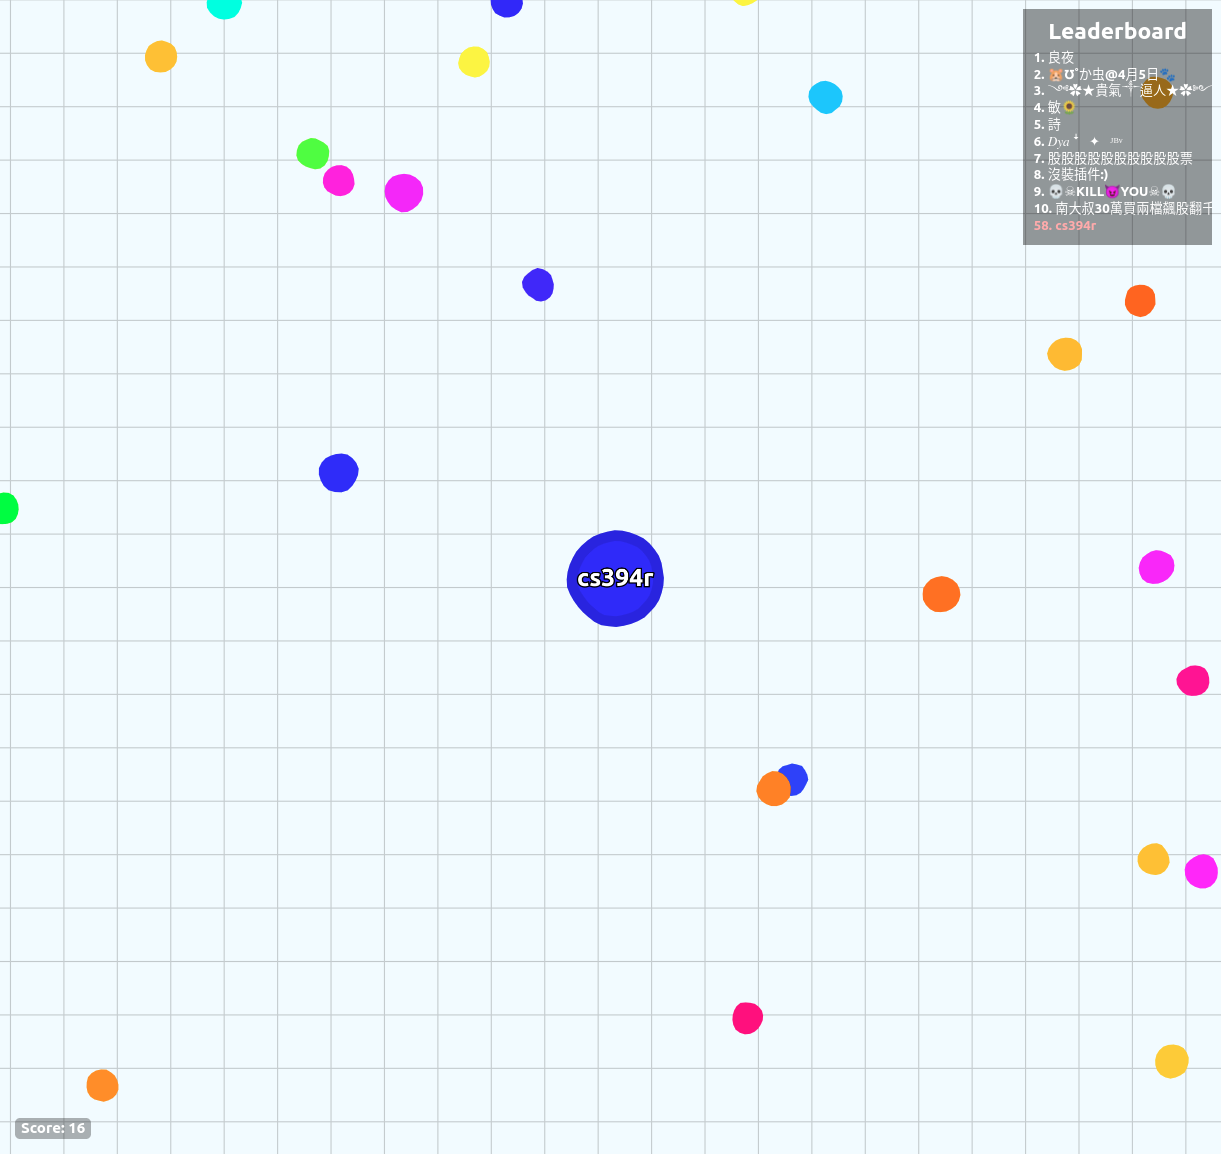 Leaderboard
1. 良夜
2. 🐹Ʊ˚か虫@4月5日🐾
3. ༺✿★貴氣 逼人★✿༻
4. 敏🌻
5. 詩
6. Dya ✦ JBv
7. 股股股股股股股股股股票
8. 沒裝插件:)
9. 💀☠KILL😈YOU☠💀
10. 南大叔30萬買兩檔飆股翻千
58. cs394r
cs394r
Score: 16